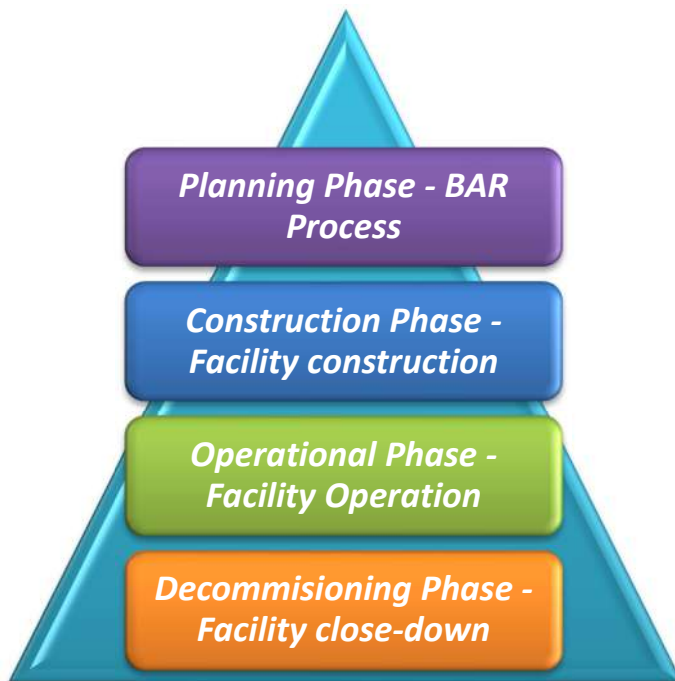 Planning Phase - BAR
Process
Construction Phase -
Facility construction
Operational Phase -
Facility Operation
Decommisioning Phase -
Facility close-down